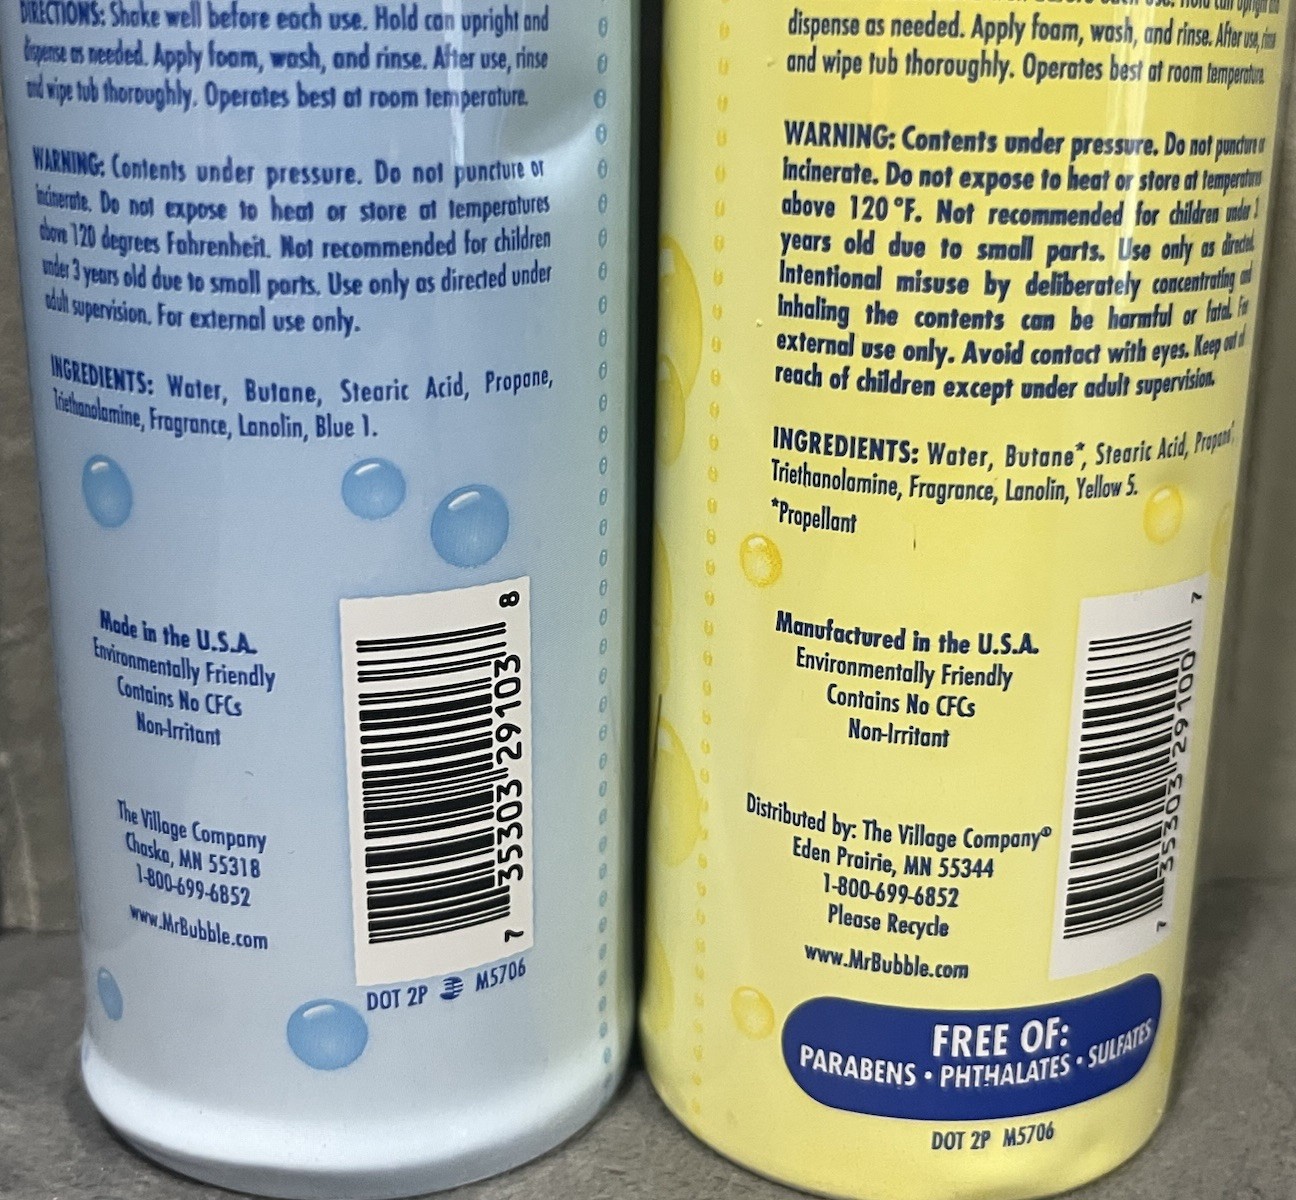 DIRECTIONS: Shake well before each use. Hold can upright and
dispense as needed. Apply foam, wash, and rinse. After use, rinse
and wipe tub thoroughly. Operates best at room temperature.
WARNING: Contents under pressure. Do not puncture or
incinerate. Do not expose to heat or store at temperatures
above 120 degrees Fahrenheit. Not recommended for children
under 3 years old due to small parts. Use only as directed under
adult supervision. For external use only.
INGREDIENTS: Water, Butane, Stearic Acid, Propane,
Triethanolamine, Fragrance, Lanolin, Blue 1.
Made in the U.S.A.
Environmentally Friendly
Contains No CFCs
Non-Irritant
The Village Company
Chaska, MN 55318
1-800-699-6852
www.MrBubble.com
7 35303 29103 8
DOT 2P M5706
dispense as needed. Apply foam, wash, and rinse. After use, rinse
and wipe tub thoroughly. Operates best at room temperature.
WARNING: Contents under pressure. Do not puncture or
incinerate. Do not expose to heat or store at temperatures
above 120 °F. Not recommended for children under 3
years old due to small parts. Use only as directed.
Intentional misuse by deliberately concentrating and
inhaling the contents can be harmful or fatal. For
external use only. Avoid contact with eyes. Keep out of
reach of children except under adult supervision.
INGREDIENTS: Water, Butane*, Stearic Acid, Propane*,
Triethanolamine, Fragrance, Lanolin, Yellow 5.
*Propellant
Manufactured in the U.S.A.
Environmentally Friendly
Contains No CFCs
Non-Irritant
Distributed by: The Village Company®
Eden Prairie, MN 55344
1-800-699-6852
Please Recycle
www.MrBubble.com
7 35303 29100 7
FREE OF:
PARABENS • PHTHALATES • SULFATES
DOT 2P M5706